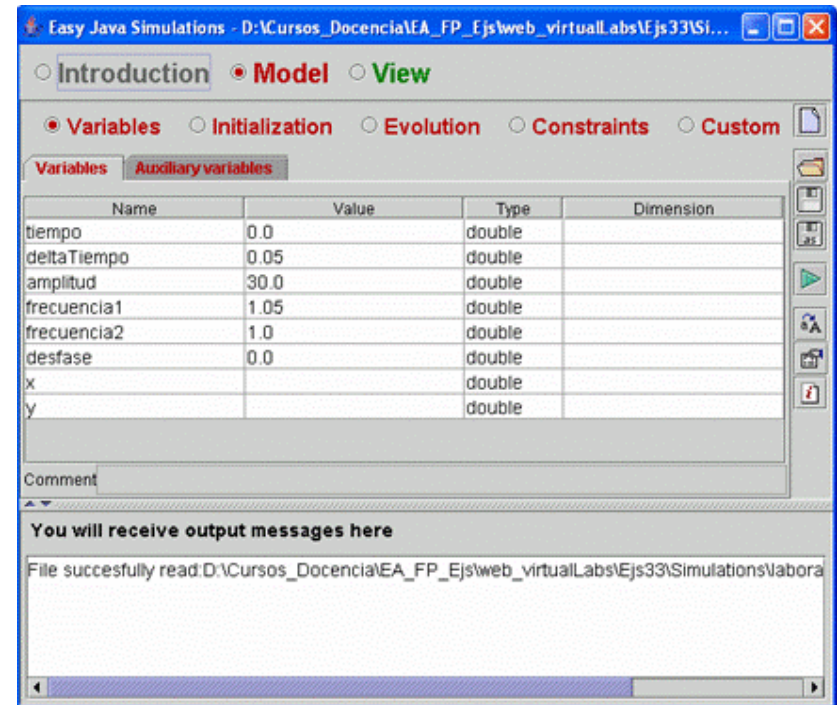 Easy Java Simulations - D:\Cursos_Docencia\EA_FP_Ejs\web_virtualLabs\Ejs33\Si...
Introduction Model View
Variables Initialization Evolution Constraints Custom
Variables Auxiliary variables
Name Value Type Dimension
tiempo 0.0 double
deltaTiempo 0.05 double
amplitud 30.0 double
frecuencia1 1.05 double
frecuencia2 1.0 double
desfase 0.0 double
x double
y double
Comment
You will receive output messages here
File succesfully read:D:\Cursos_Docencia\EA_FP_Ejs\web_virtualLabs\Ejs33\Simulations\labora
as
aA
i